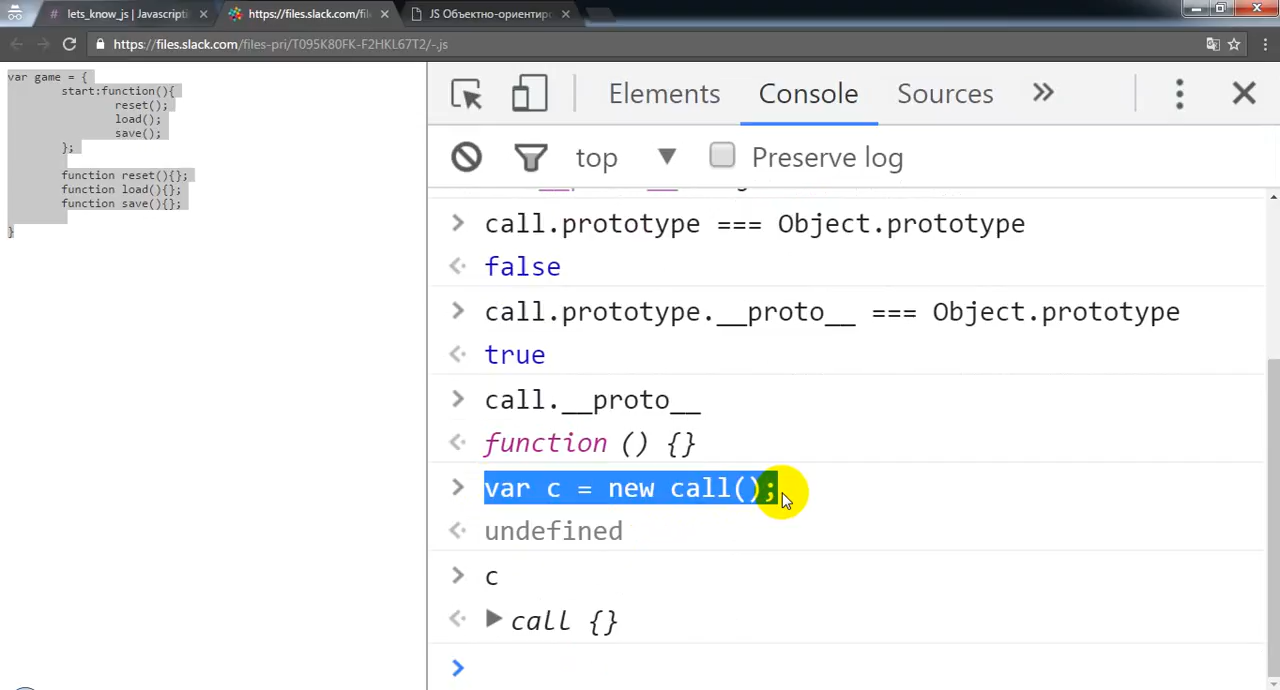 # lets_know_js | Javascripti
https://files.slack.com/fil
JS Объектно-ориентиро
https://files.slack.com/files-pri/T095K80FK-F2HKL67T2/-.js
var game = {
start:function(){
reset();
load();
save();
};
function reset(){};
function load(){};
function save(){};
}
Elements Console Sources
top Preserve log
call.prototype === Object.prototype
false
call.prototype.__proto__ === Object.prototype
true
call.__proto__
function () {}
var c = new call();
undefined
c
call {}